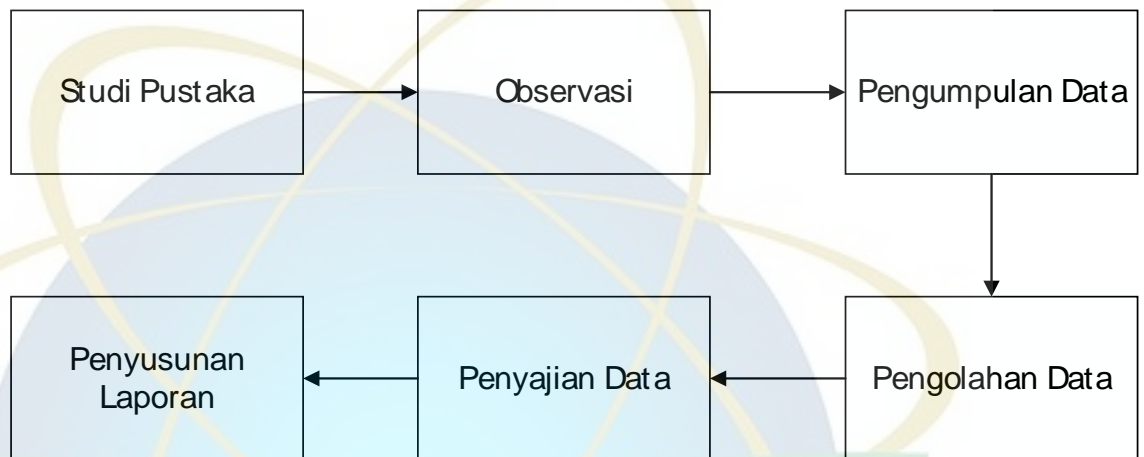 Studi Pustaka
Observasi
Pengumpulan Data
Penyusunan
Laporan
Penyajian Data
Pengolahan Data